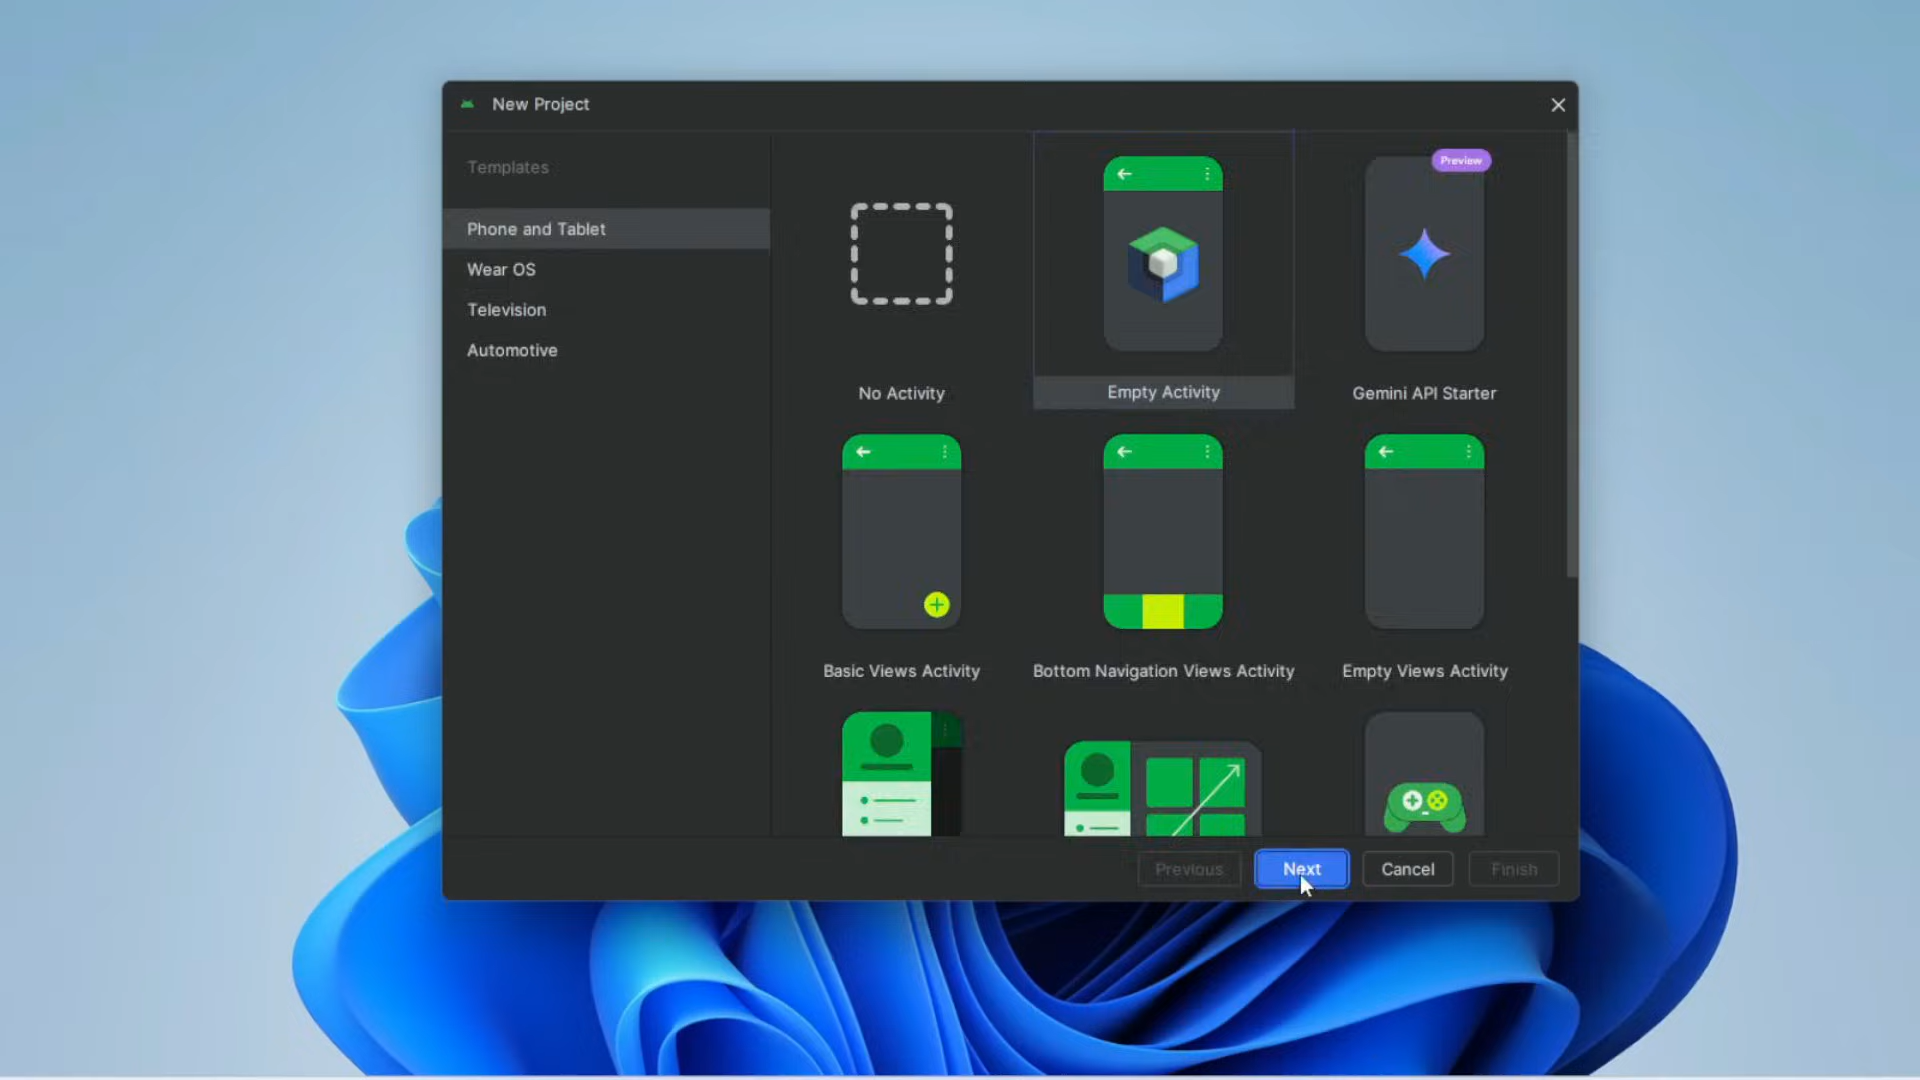 New Project
Templates
Phone and Tablet
Wear OS
Television
Automotive
Preview
No Activity
Empty Activity
Gemini API Starter
Basic Views Activity
Bottom Navigation Views Activity
Empty Views Activity
Previous
Next
Cancel
Finish